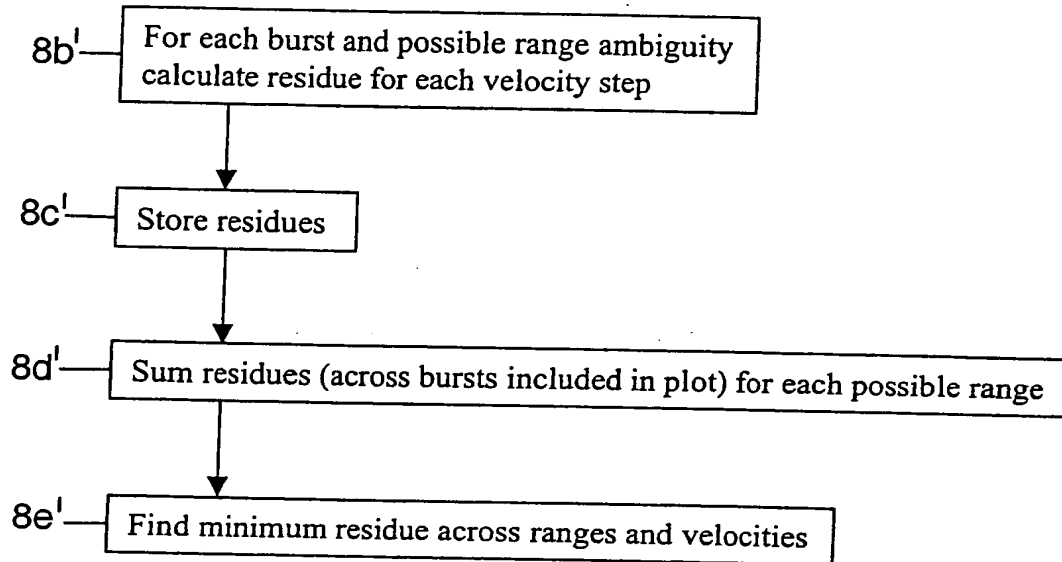 8b' For each burst and possible range ambiguity
calculate residue for each velocity step
8c' Store residues
8d' Sum residues (across bursts included in plot) for each possible range
8e' Find minimum residue across ranges and velocities